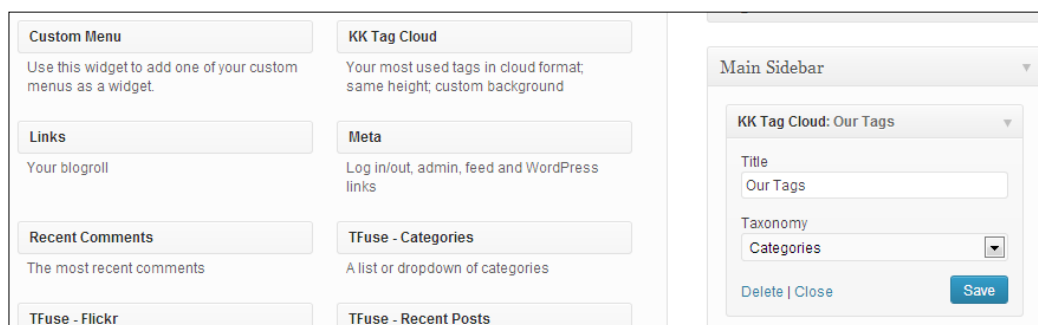 Custom Menu
Use this widget to add one of your custom
menus as a widget.
KK Tag Cloud
Your most used tags in cloud format;
same height; custom background
Links
Your blogroll
Meta
Log in/out, admin, feed and WordPress
links
Recent Comments
The most recent comments
TFuse - Categories
A list or dropdown of categories
TFuse - Flickr
TFuse - Recent Posts
Main Sidebar
KK Tag Cloud: Our Tags
Title
Our Tags
Taxonomy
Categories
Delete | Close
Save